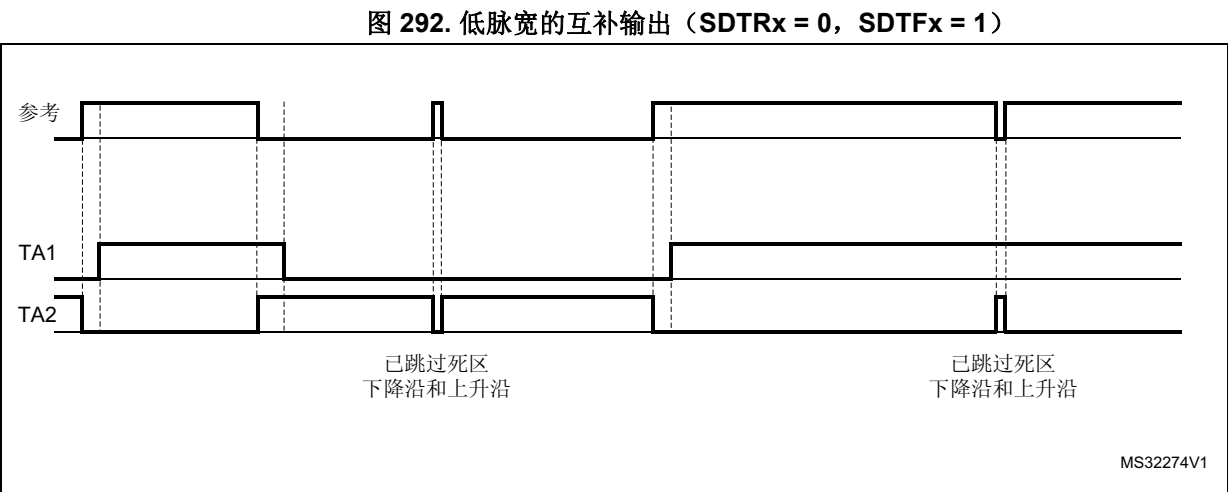 图 292. 低脉宽的互补输出（SDTRx = 0，SDTFx = 1）
参考
TA1
TA2
已跳过死区
下降沿和上升沿
已跳过死区
下降沿和上升沿
MS32274V1